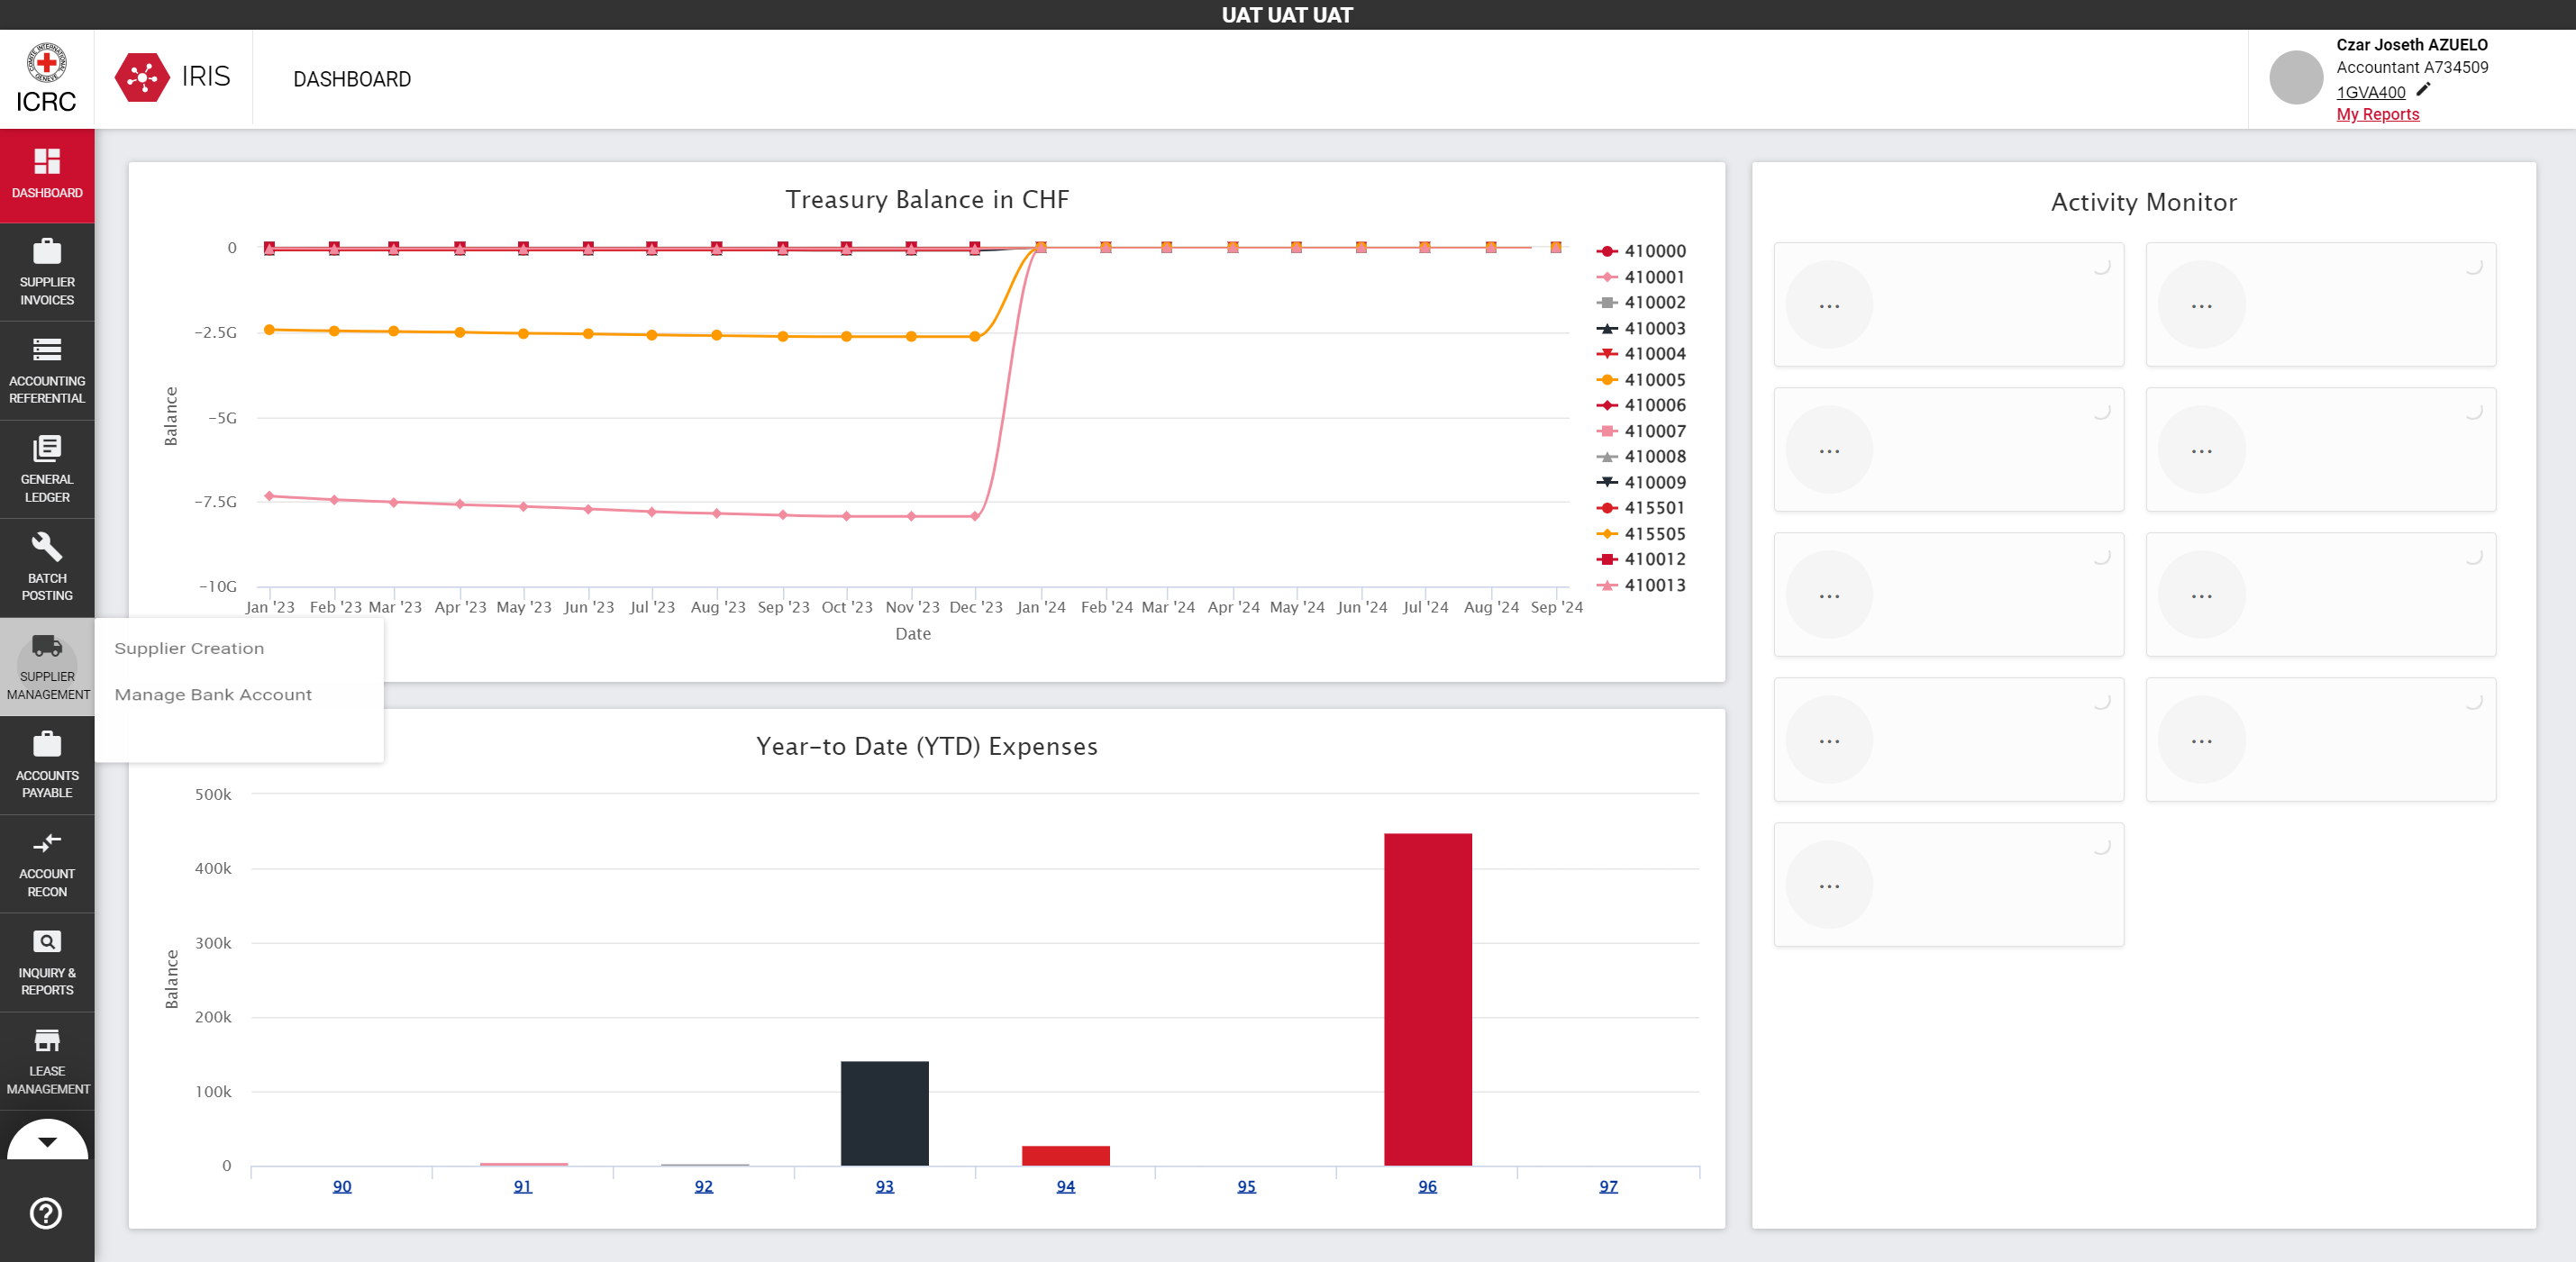 UAT UAT UAT
COMITE INTERNATIONAL GENEVE
ICRC
IRIS
DASHBOARD
Czar Joseth AZUELO
Accountant A734509
1GVA400
My Reports
DASHBOARD
SUPPLIER
INVOICES
ACCOUNTING
REFERENTIAL
GENERAL
LEDGER
BATCH
POSTING
SUPPLIER
MANAGEMENT
ACCOUNTS
PAYABLE
ACCOUNT
RECON
INQUIRY &
REPORTS
LEASE
MANAGEMENT
Supplier Creation
Manage Bank Account
Treasury Balance in CHF
Balance
0
−2.5G
−5G
−7.5G
−10G
Jan '23 Feb '23 Mar '23 Apr '23 May '23 Jun '23 Jul '23 Aug '23 Sep '23 Oct '23 Nov '23 Dec '23 Jan '24 Feb '24 Mar '24 Apr '24 May '24 Jun '24 Jul '24 Aug '24 Sep '24
Date
410000
410001
410002
410003
410004
410005
410006
410007
410008
410009
415501
415505
410012
410013
Year−to Date (YTD) Expenses
Balance
500k
400k
300k
200k
100k
0
90 91 92 93 94 95 96 97
Activity Monitor
... ...
... ...
... ...
... ...
...